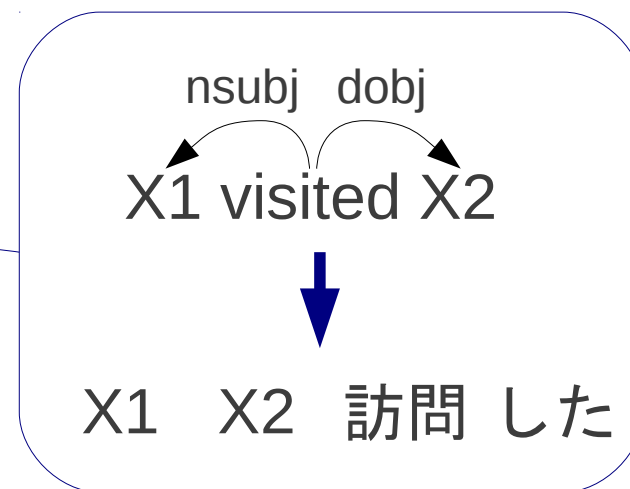 nsubj dobj
X1 visited X2
X1 X2 訪問 した